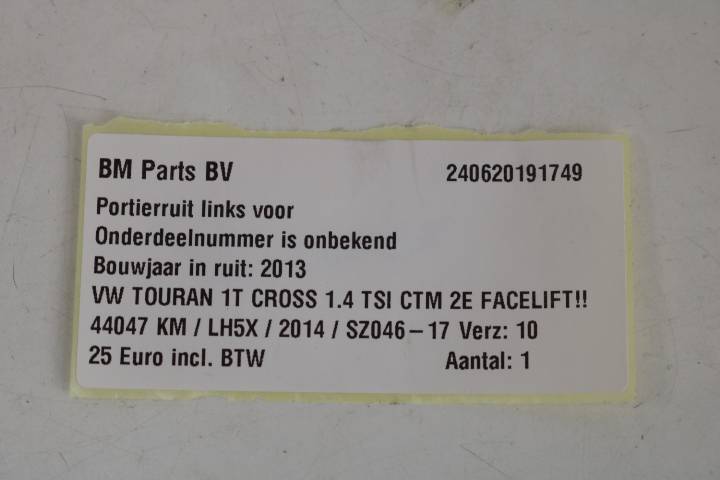 BM Parts BV 240620191749
Portierruit links voor
Onderdeelnummer is onbekend
Bouwjaar in ruit: 2013
VW TOURAN 1T CROSS 1.4 TSI CTM 2E FACELIFT!!
44047 KM / LH5X / 2014 / SZ046-17 Verz: 10
25 Euro incl. BTW Aantal: 1